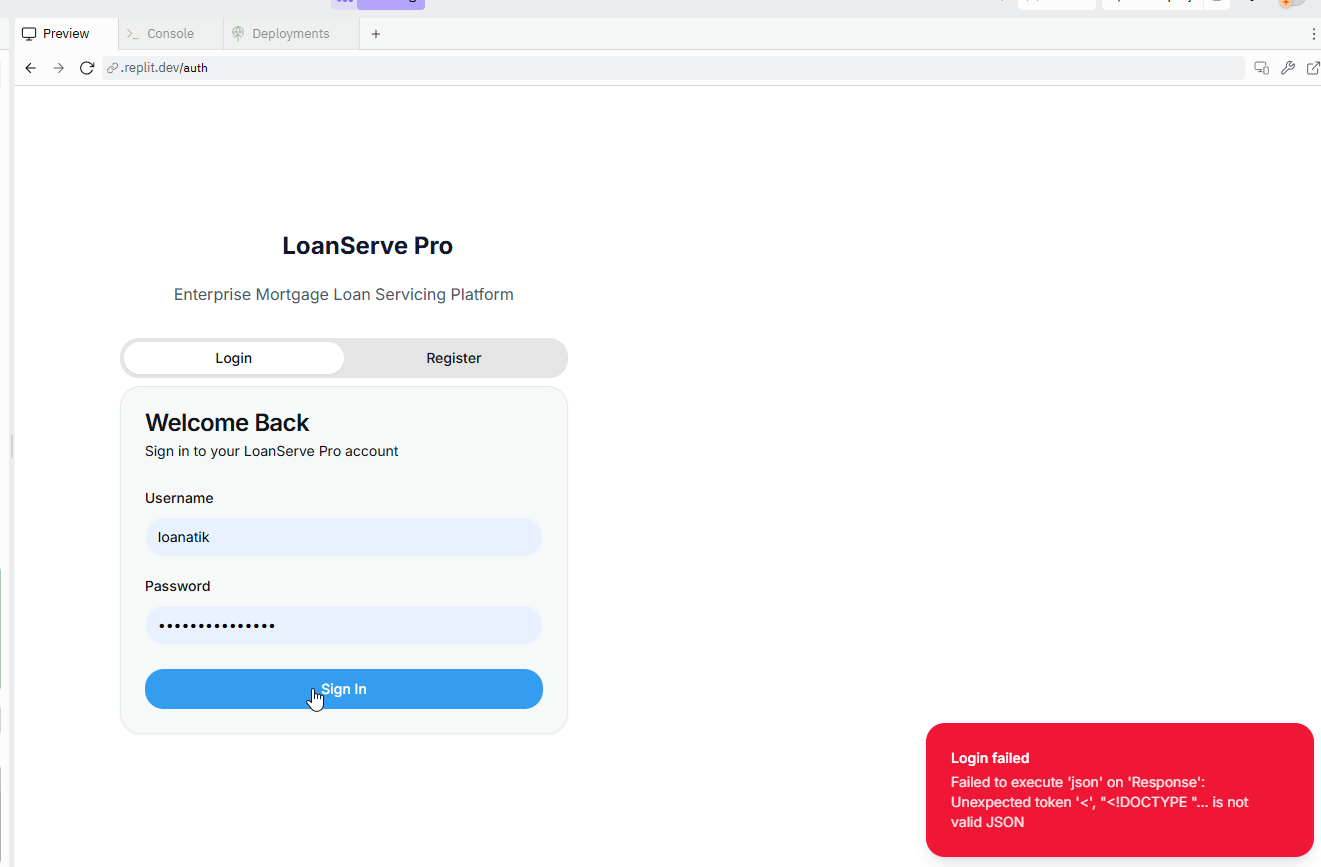 Preview
Console
Deployments
.replit.dev/auth
LoanServe Pro
Enterprise Mortgage Loan Servicing Platform
Login
Register
Welcome Back
Sign in to your LoanServe Pro account
Username
loanatik
Password
•••••••••••••••
Sign In
Login failed
Failed to execute 'json' on 'Response':
Unexpected token '<', "<!DOCTYPE "... is not
valid JSON